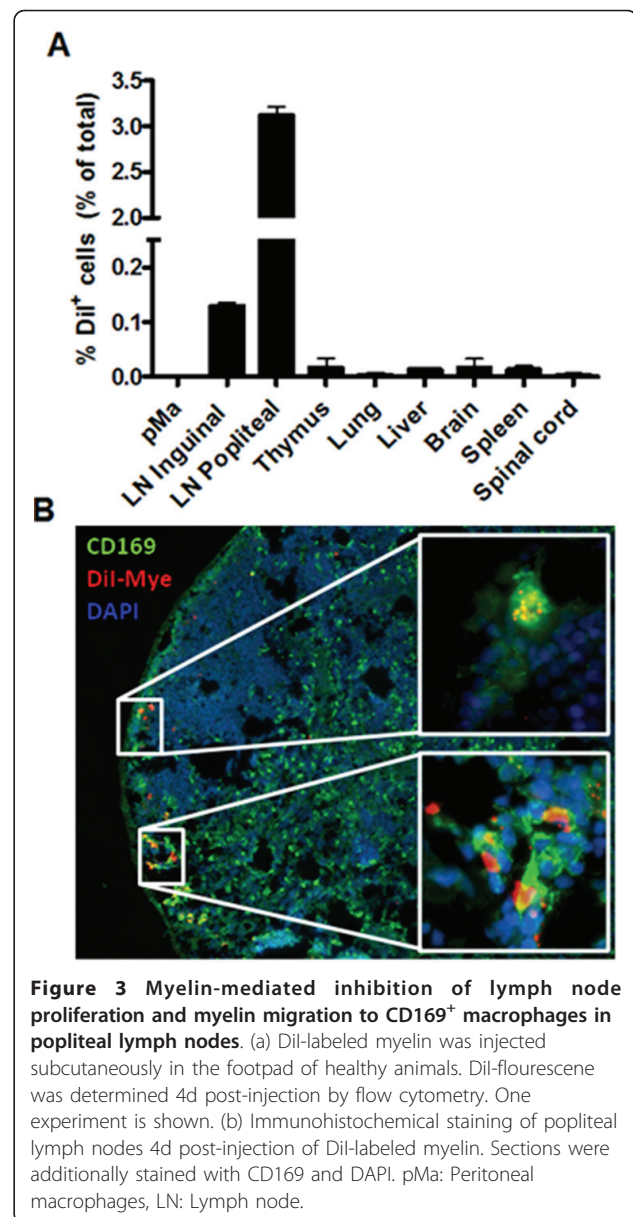 A
% DiI⁺ cells (% of total)
3.5
3.0
2.5
2.0
0.2
0.1
0.0
pMa
LN Inguinal
LN Popliteal
Thymus
Lung
Liver
Brain
Spleen
Spinal cord
B
CD169
DiI-Mye
DAPI
Figure 3 Myelin-mediated inhibition of lymph node
proliferation and myelin migration to CD169⁺ macrophages in
popliteal lymph nodes. (a) DiI-labeled myelin was injected
subcutaneously in the footpad of healthy animals. DiI-flourescene
was determined 4d post-injection by flow cytometry. One
experiment is shown. (b) Immunohistochemical staining of popliteal
lymph nodes 4d post-injection of DiI-labeled myelin. Sections were
additionally stained with CD169 and DAPI. pMa: Peritoneal
macrophages, LN: Lymph node.